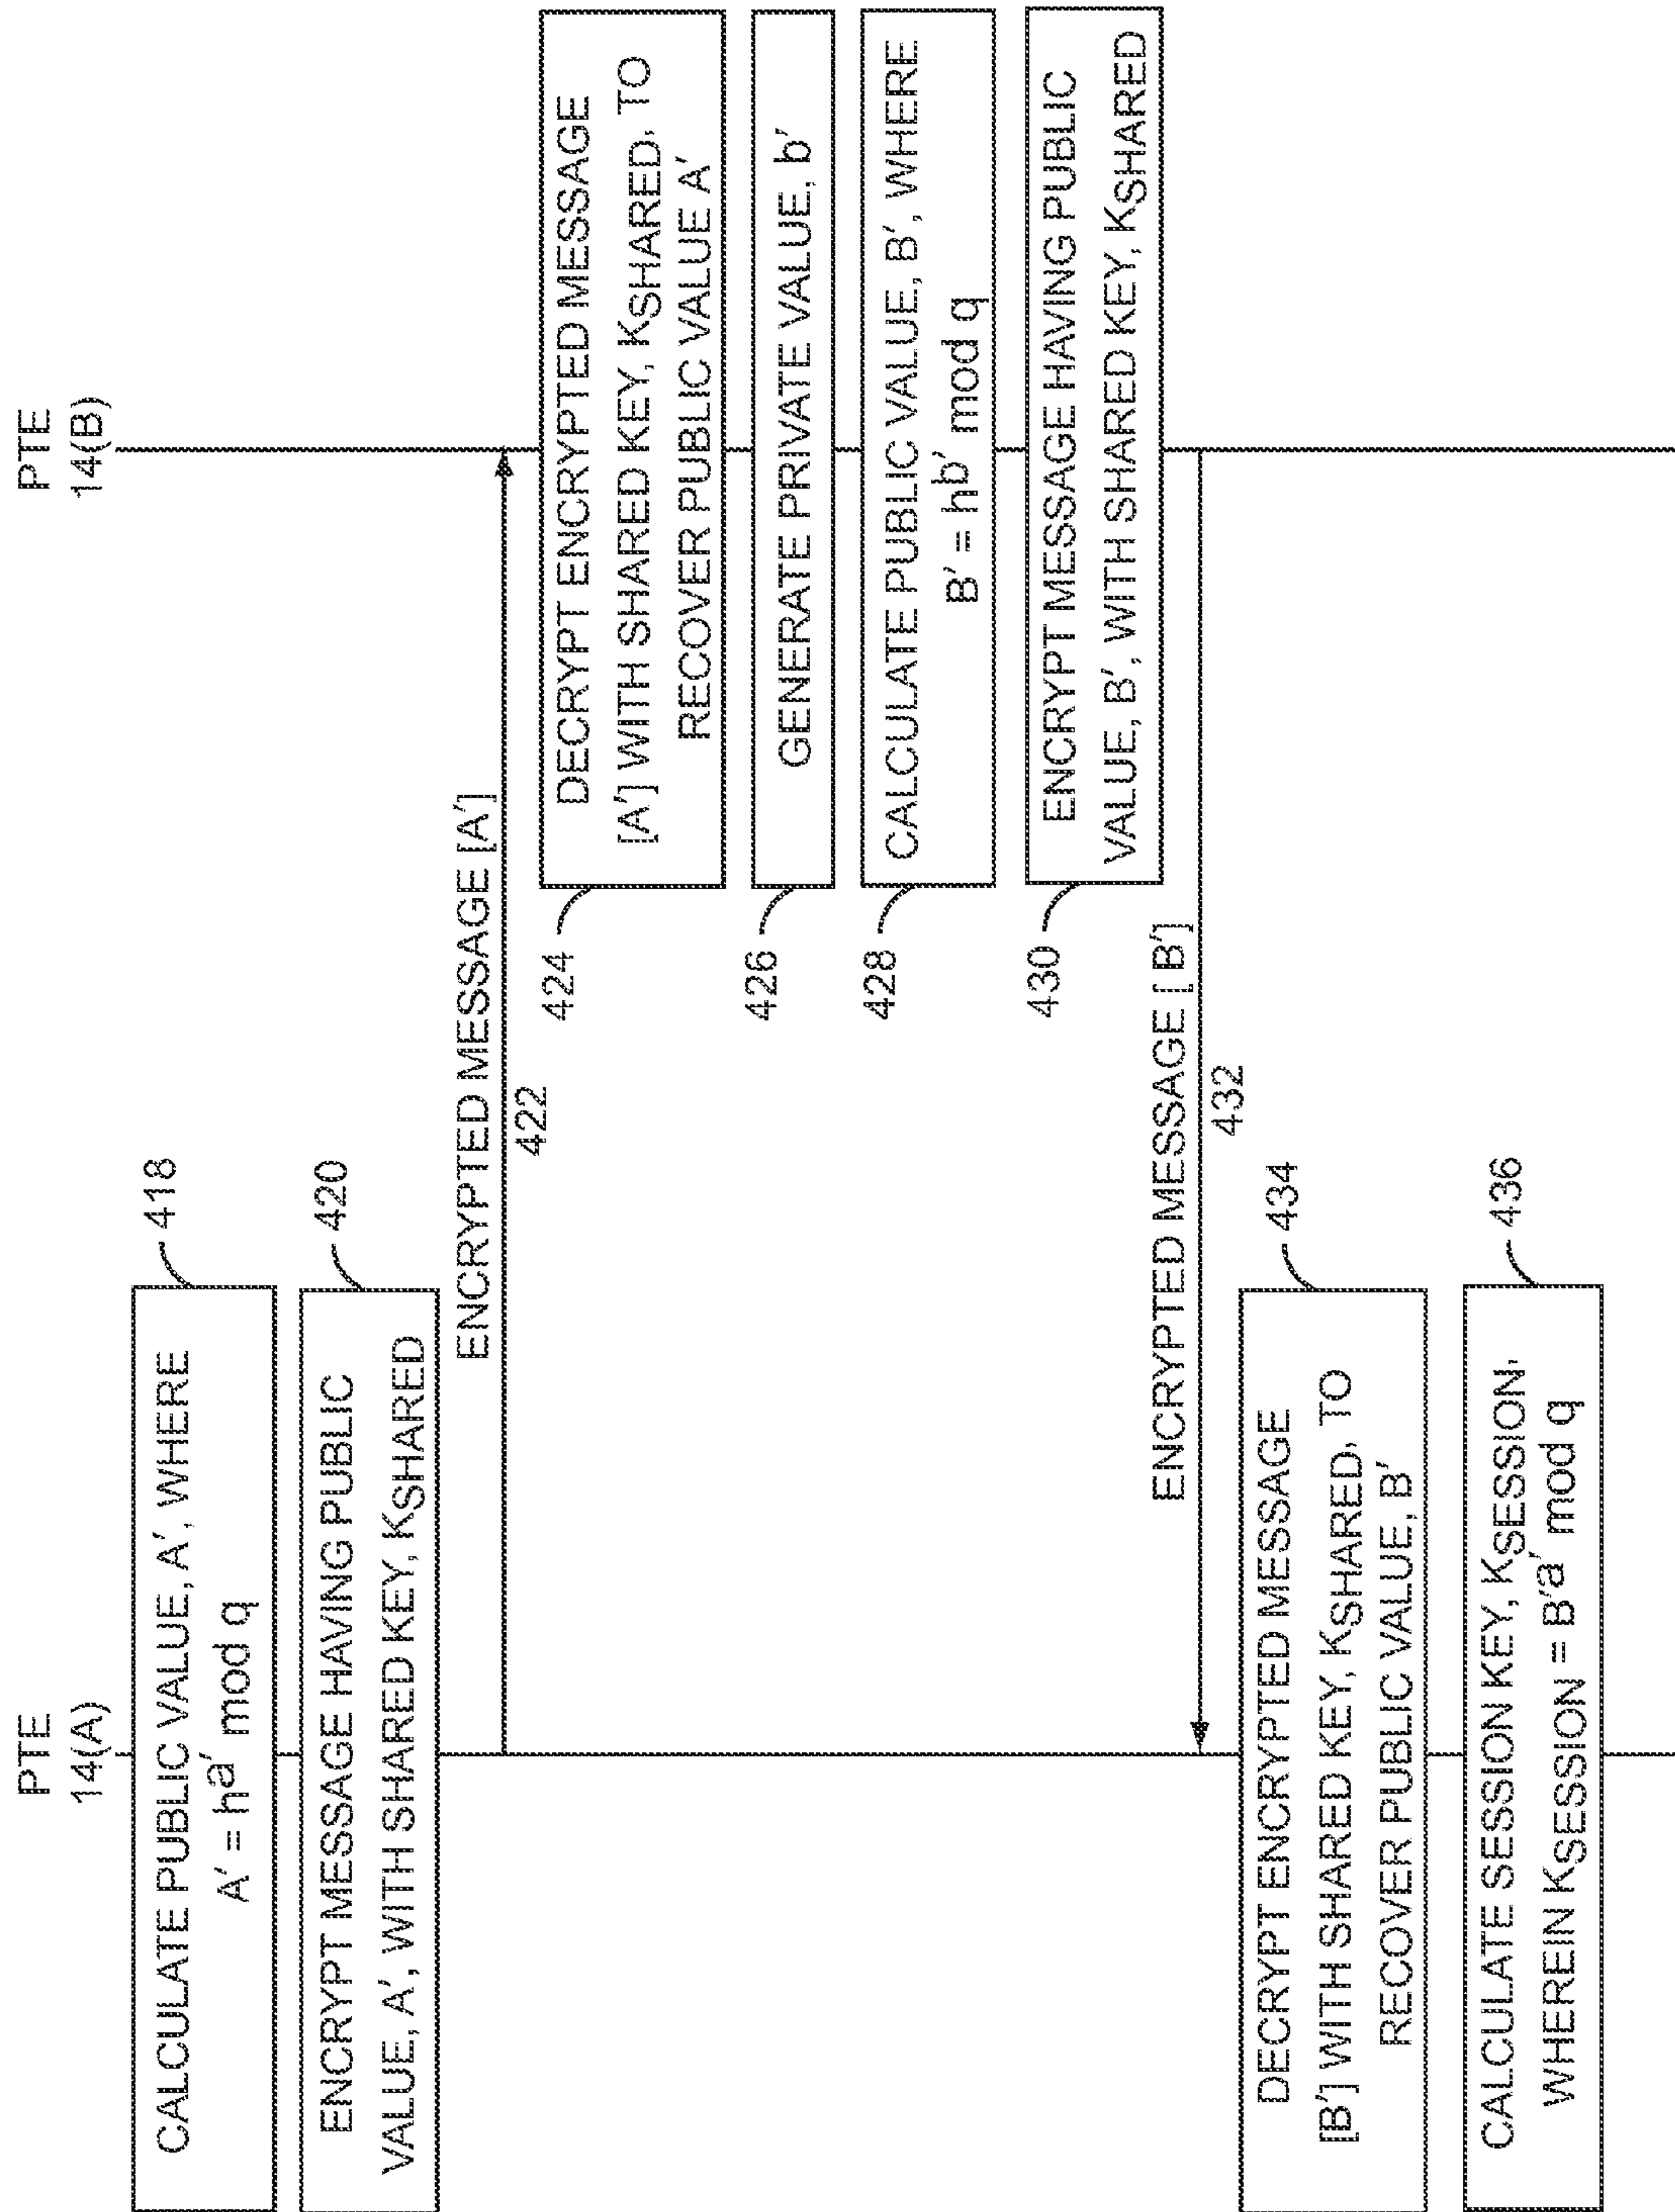 PTE
14(A)
PTE
14(B)
CALCULATE PUBLIC VALUE, A′, WHERE
A′ = hᵃ′ mod q
418
ENCRYPT MESSAGE HAVING PUBLIC
VALUE, A′, WITH SHARED KEY, KSHARED
420
ENCRYPTED MESSAGE [A′]
422
DECRYPT ENCRYPTED MESSAGE
[A′] WITH SHARED KEY, KSHARED, TO
RECOVER PUBLIC VALUE A′
424
GENERATE PRIVATE VALUE, b′
426
CALCULATE PUBLIC VALUE, B′, WHERE
B′ = hᵇ′ mod q
428
ENCRYPT MESSAGE HAVING PUBLIC
VALUE, B′, WITH SHARED KEY, KSHARED
430
ENCRYPTED MESSAGE [ B′]
432
DECRYPT ENCRYPTED MESSAGE
[B′] WITH SHARED KEY, KSHARED, TO
RECOVER PUBLIC VALUE, B′
434
CALCULATE SESSION KEY, KSESSION,
WHEREIN KSESSION = B′ᵃ′ mod q
436